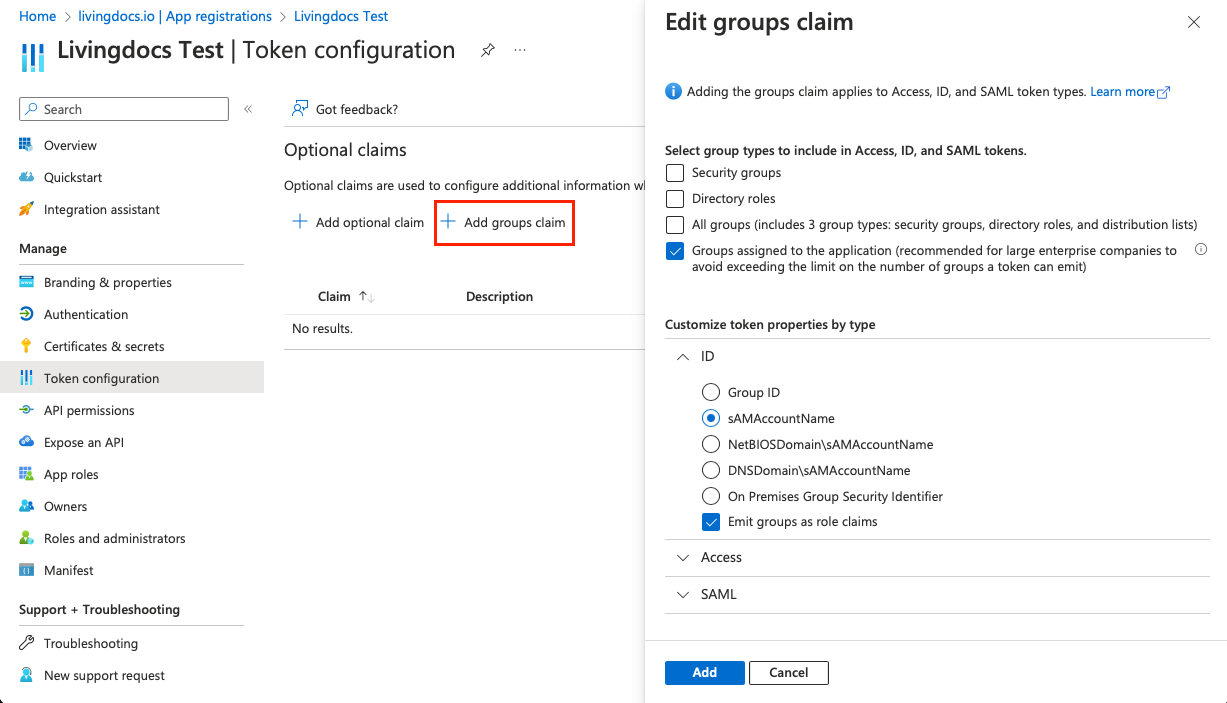 Home > livingdocs.io | App registrations > Livingdocs Test
Livingdocs Test | Token configuration
Search
Overview
Quickstart
Integration assistant
Manage
Branding & properties
Authentication
Certificates & secrets
Token configuration
API permissions
Expose an API
App roles
Owners
Roles and administrators
Manifest
Support + Troubleshooting
Troubleshooting
New support request
Got feedback?
Optional claims
Optional claims are used to configure additional information
Add optional claim
Add groups claim
Claim Description
No results.
Edit groups claim
Adding the groups claim applies to Access, ID, and SAML token types. Learn more
Select group types to include in Access, ID, and SAML tokens.
Security groups
Directory roles
All groups (includes 3 group types: security groups, directory roles, and distribution lists)
Groups assigned to the application (recommended for large enterprise companies to
avoid exceeding the limit on the number of groups a token can emit)
Customize token properties by type
ID
Group ID
sAMAccountName
NetBIOSDomain\sAMAccountName
DNSDomain\sAMAccountName
On Premises Group Security Identifier
Emit groups as role claims
Access
SAML
Add
Cancel